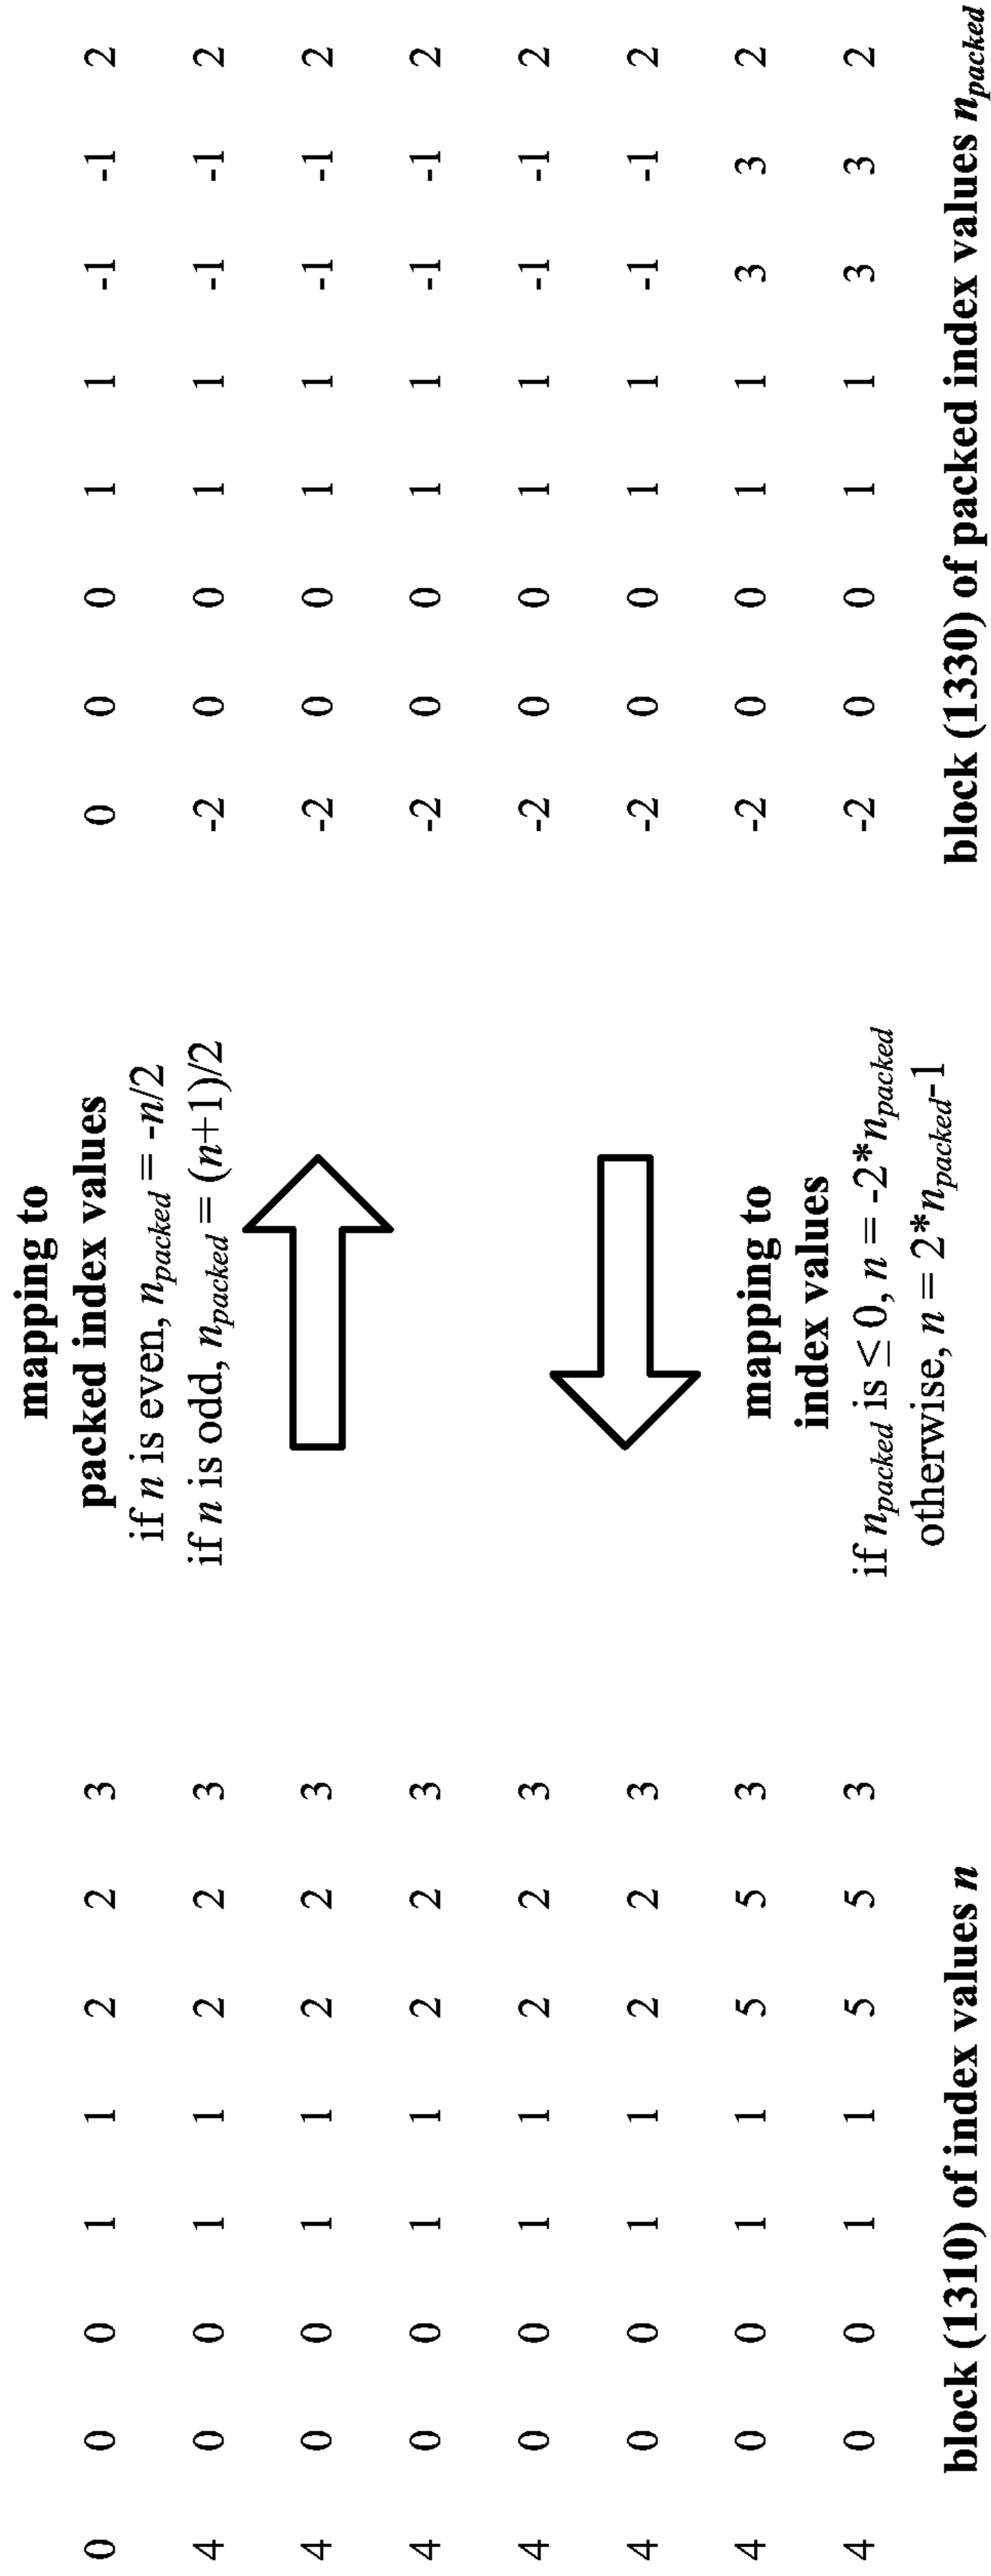 0 0 0 1 1 2 2 3
4 0 0 1 1 2 2 3
4 0 0 1 1 2 2 3
4 0 0 1 1 2 2 3
4 0 0 1 1 2 2 3
4 0 0 1 1 2 2 3
4 0 0 1 1 5 5 3
4 0 0 1 1 5 5 3
block (1310) of index values n
mapping to
packed index values
if n is even, n_packed = -n/2
if n is odd, n_packed = (n+1)/2
mapping to
index values
if n_packed is ≤ 0, n = -2*n_packed
otherwise, n = 2*n_packed-1
0 0 0 1 1 -1 -1 2
-2 0 0 1 1 -1 -1 2
-2 0 0 1 1 -1 -1 2
-2 0 0 1 1 -1 -1 2
-2 0 0 1 1 -1 -1 2
-2 0 0 1 1 -1 -1 2
-2 0 0 1 1 3 3 2
-2 0 0 1 1 3 3 2
block (1330) of packed index values n_packed